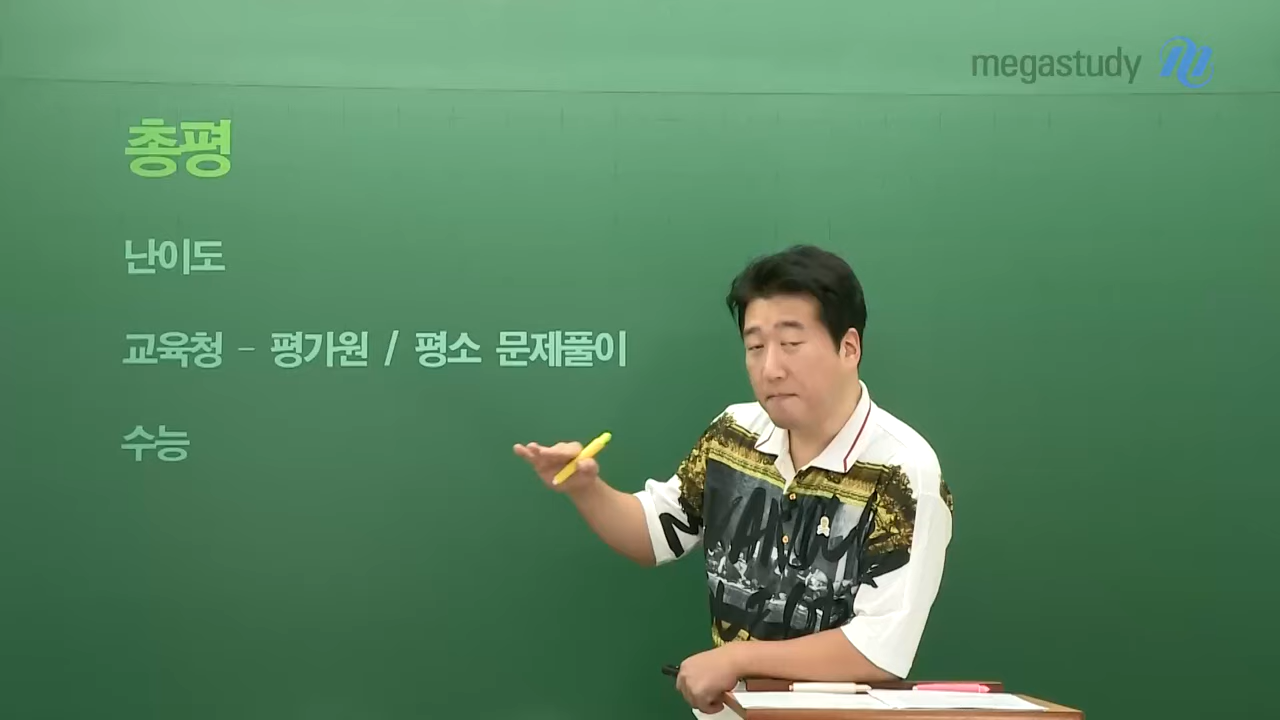 megastudy
총평
난이도
교육청 - 평가원 / 평소 문제풀이
수능